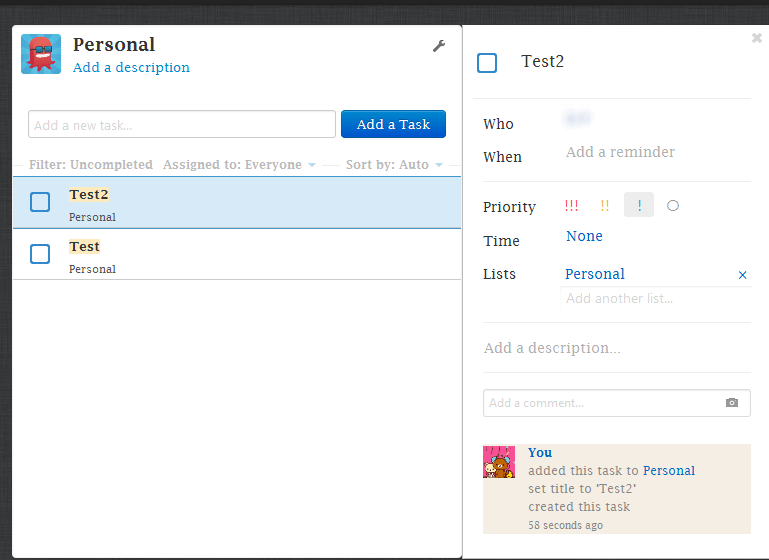 Personal
Add a description
Add a new task...
Add a Task
Filter: Uncompleted Assigned to: Everyone Sort by: Auto
Test2
Personal
Test
Personal
Test2
Who
When Add a reminder
Priority !!! !! !
Time None
Lists Personal ×
Add another list...
Add a description...
Add a comment...
You
added this task to Personal
set title to "Test2"
created this task
58 seconds ago